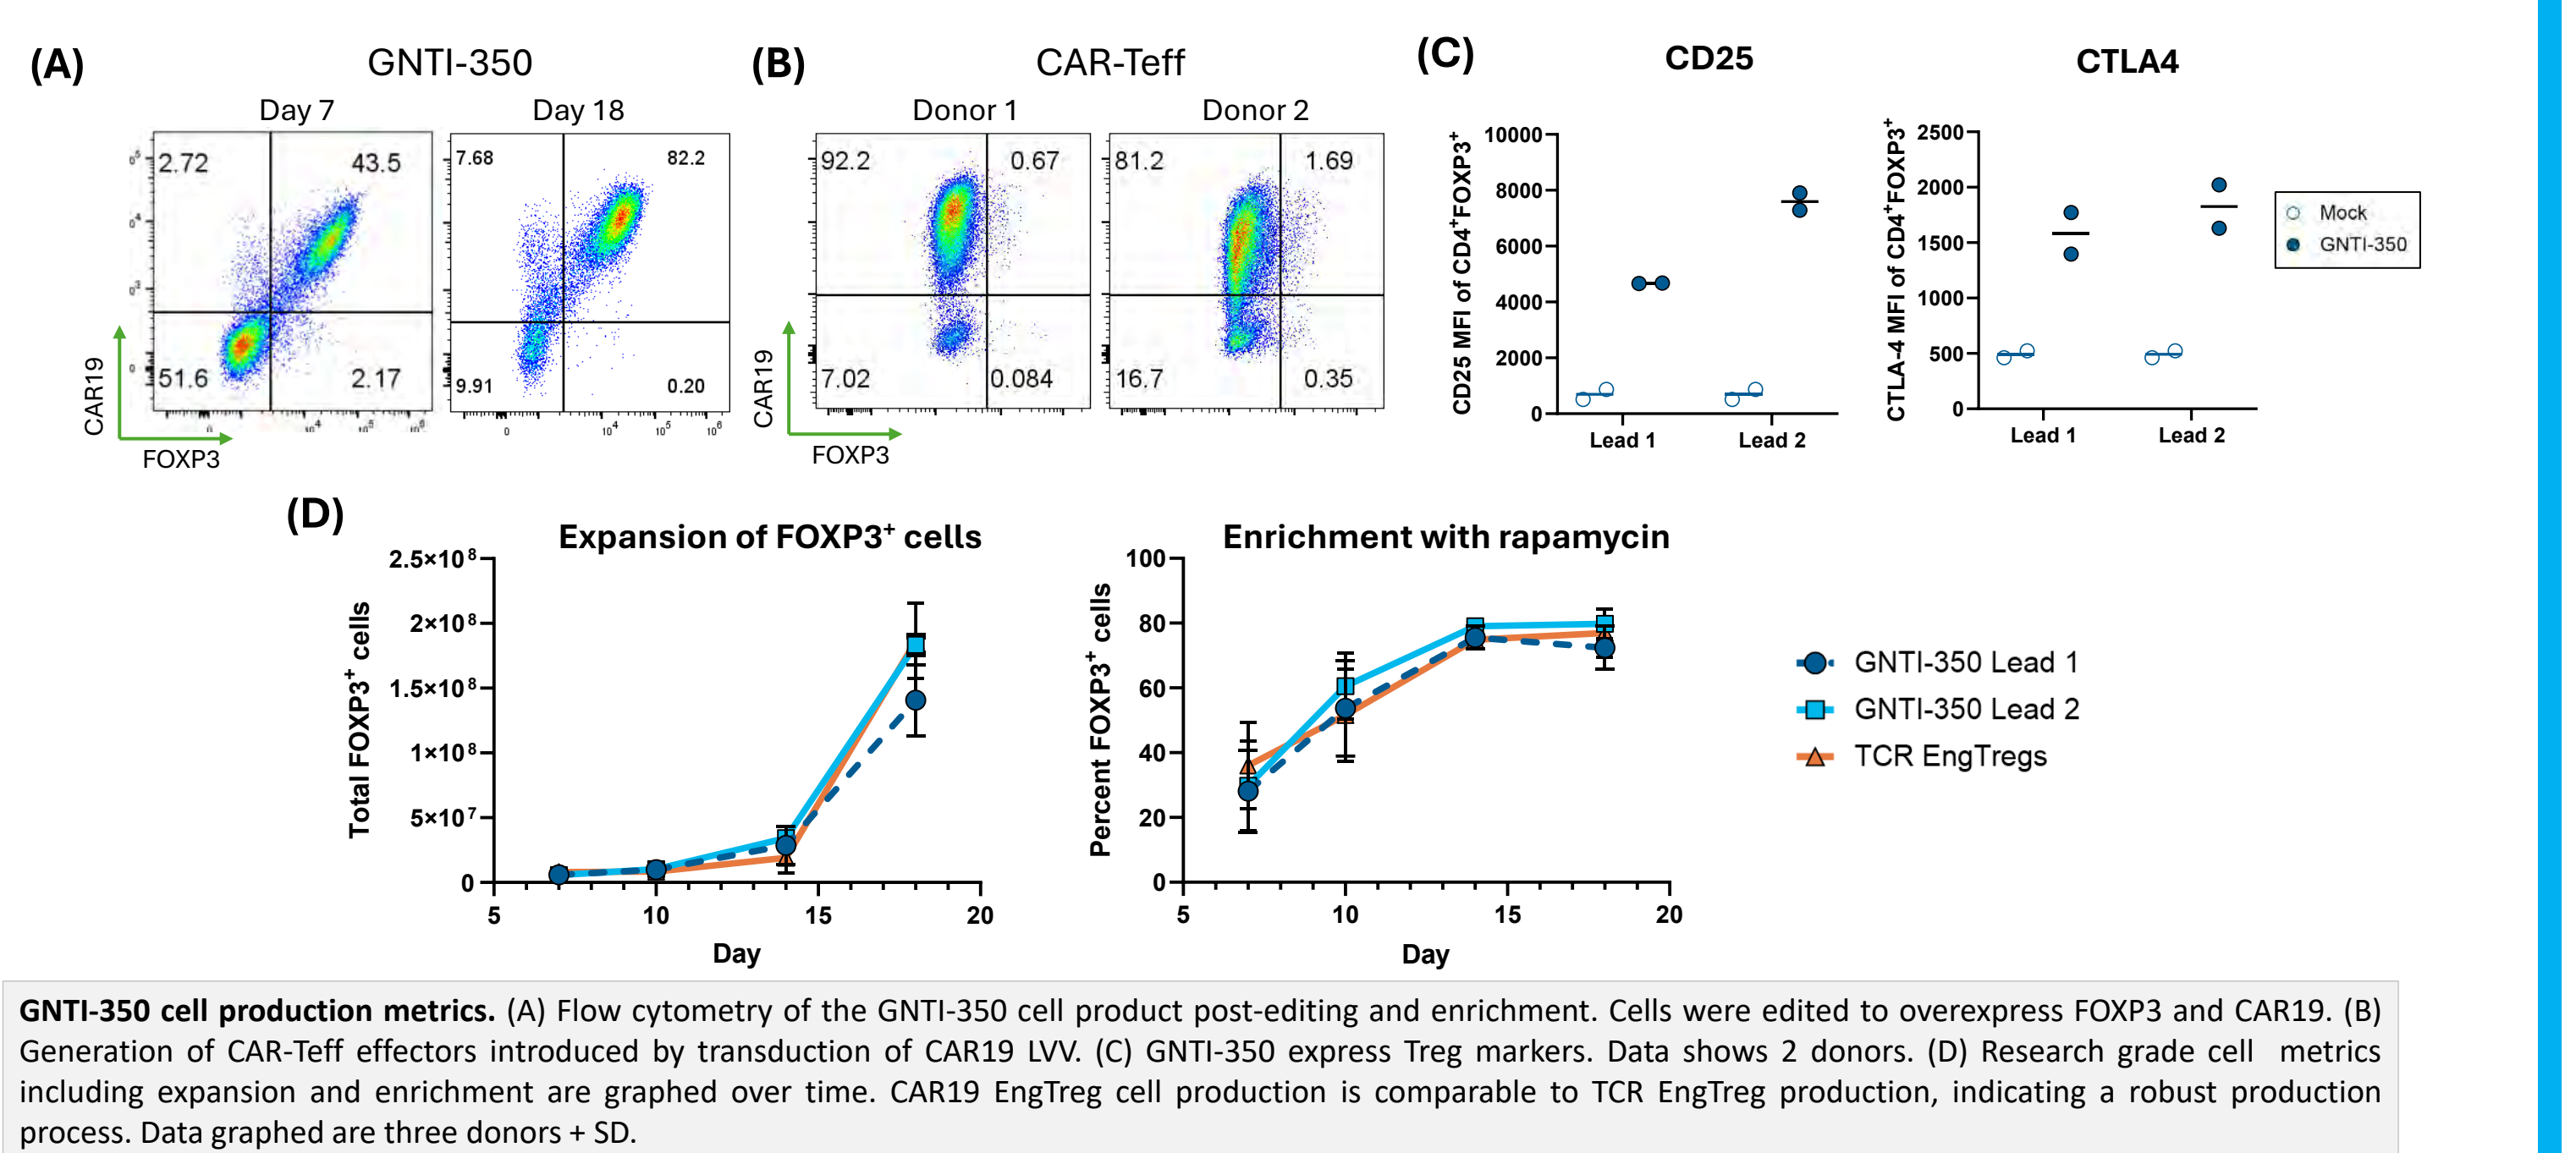 (A)
GNTI-350
Day 7
Day 18
2.72
43.5
51.6
2.17
7.68
82.2
9.91
0.20
0
10⁴
10⁵
10⁶
CAR19
FOXP3
(B)
CAR-Teff
Donor 1
Donor 2
92.2
0.67
7.02
0.084
81.2
1.69
16.7
0.35
CAR19
FOXP3
(C)
CD25
CD25 MFI of CD4⁺FOXP3⁺
10000
8000
6000
4000
2000
0
Lead 1
Lead 2
CTLA4
CTLA-4 MFI of CD4⁺FOXP3⁺
2500
2000
1500
1000
500
0
Lead 1
Lead 2
Mock
GNTI-350
(D)
Expansion of FOXP3⁺ cells
Total FOXP3⁺ cells
2.5×10⁸
2×10⁸
1.5×10⁸
1×10⁸
5×10⁷
0
5
10
15
20
Day
Enrichment with rapamycin
Percent FOXP3⁺ cells
100
80
60
40
20
0
5
10
15
20
Day
GNTI-350 Lead 1
GNTI-350 Lead 2
TCR EngTregs
GNTI-350 cell production metrics. (A) Flow cytometry of the GNTI-350 cell product post-editing and enrichment. Cells were edited to overexpress FOXP3 and CAR19. (B)
Generation of CAR-Teff effectors introduced by transduction of CAR19 LVV. (C) GNTI-350 express Treg markers. Data shows 2 donors. (D) Research grade cell metrics
including expansion and enrichment are graphed over time. CAR19 EngTreg cell production is comparable to TCR EngTreg production, indicating a robust production
process. Data graphed are three donors + SD.